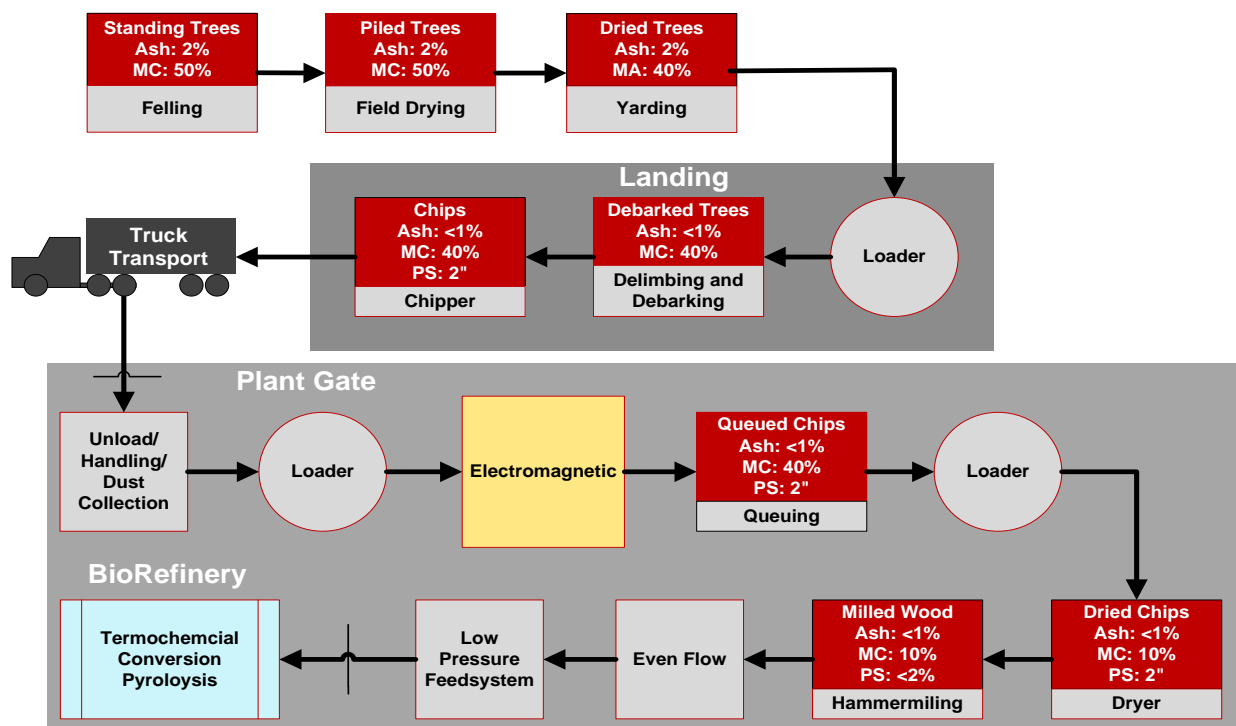 Standing Trees
Ash: 2%
MC: 50%
Felling
Piled Trees
Ash: 2%
MC: 50%
Field Drying
Dried Trees
Ash: 2%
MA: 40%
Yarding
Landing
Loader
Debarked Trees
Ash: <1%
MC: 40%
Delimbing and
Debarking
Chips
Ash: <1%
MC: 40%
PS: 2"
Chipper
Truck
Transport
Plant Gate
Unload/
Handling/
Dust
Collection
Loader
Electromagnetic
Queued Chips
Ash: <1%
MC: 40%
PS: 2"
Queuing
Loader
Dried Chips
Ash: <1%
MC: 10%
PS: 2"
Dryer
Milled Wood
Ash: <1%
MC: 10%
PS: <2%
Hammermiling
Even Flow
Low
Pressure
Feedsystem
BioRefinery
Termochemcial
Conversion
Pyroloysis